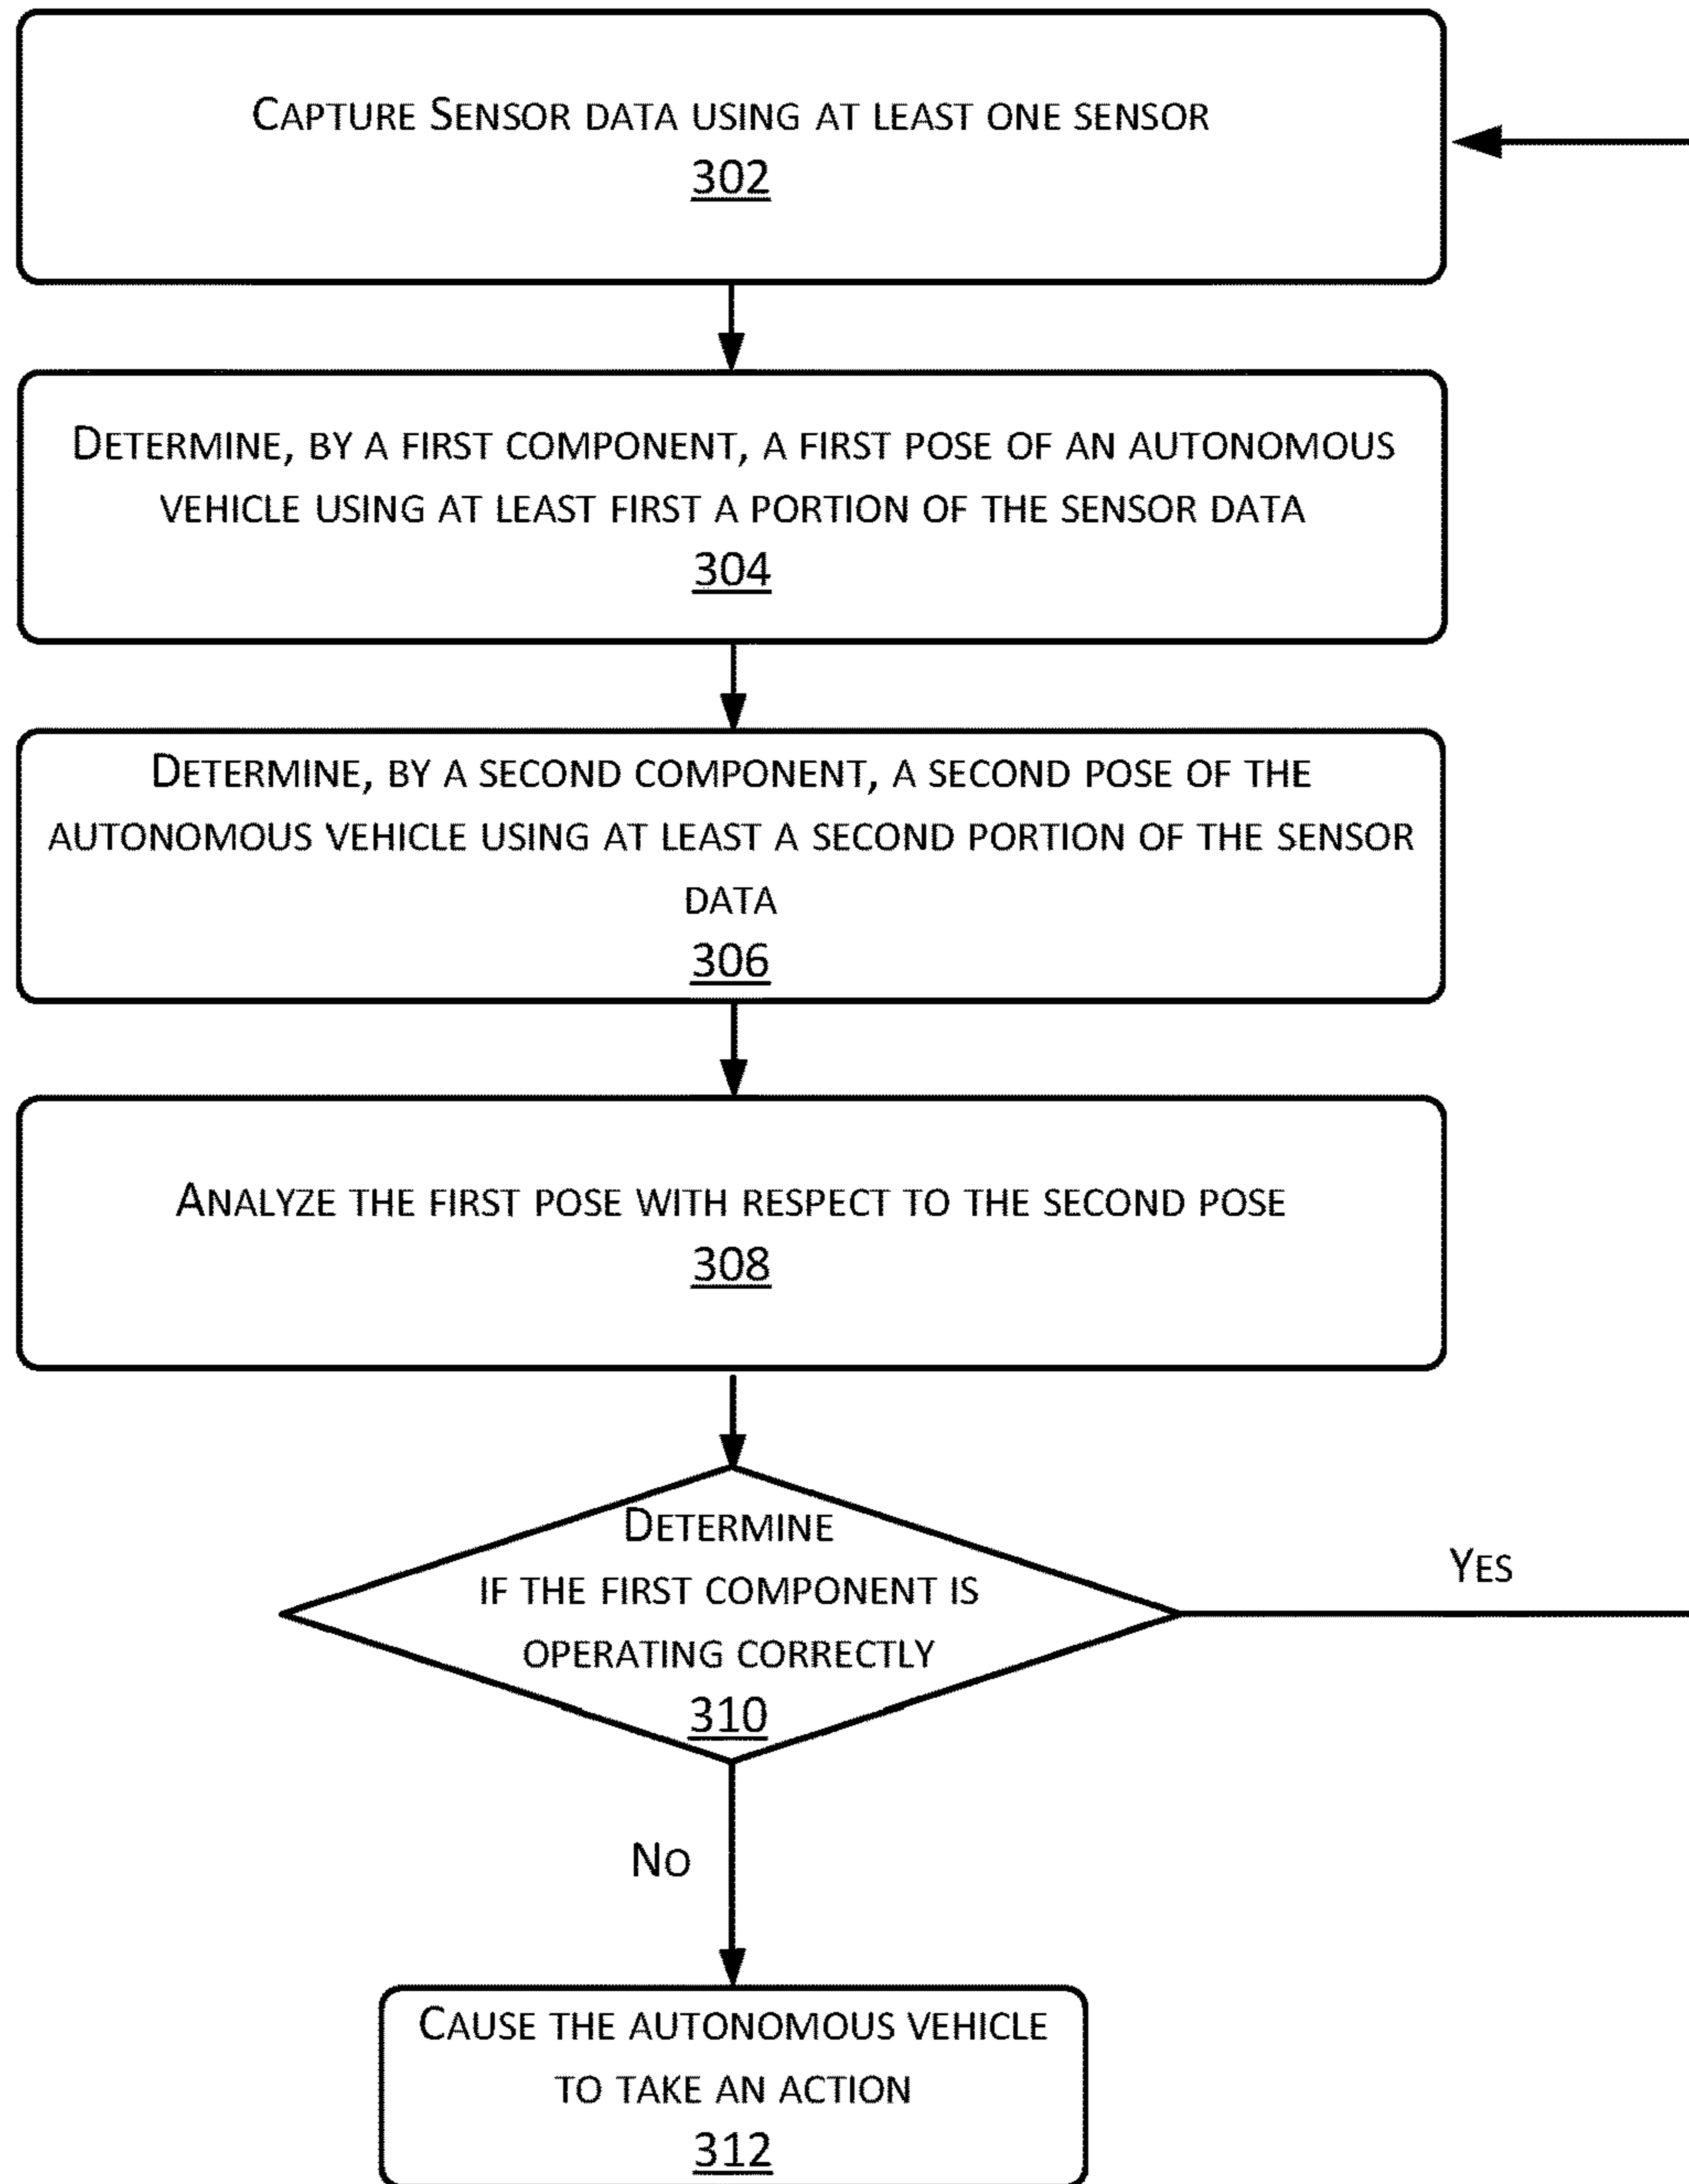 Capture Sensor data using at least one sensor
302
Determine, by a first component, a first pose of an autonomous
vehicle using at least first a portion of the sensor data
304
Determine, by a second component, a second pose of the
autonomous vehicle using at least a second portion of the sensor
data
306
Analyze the first pose with respect to the second pose
308
Determine
if the first component is
operating correctly
310
Yes
No
Cause the autonomous vehicle
to take an action
312